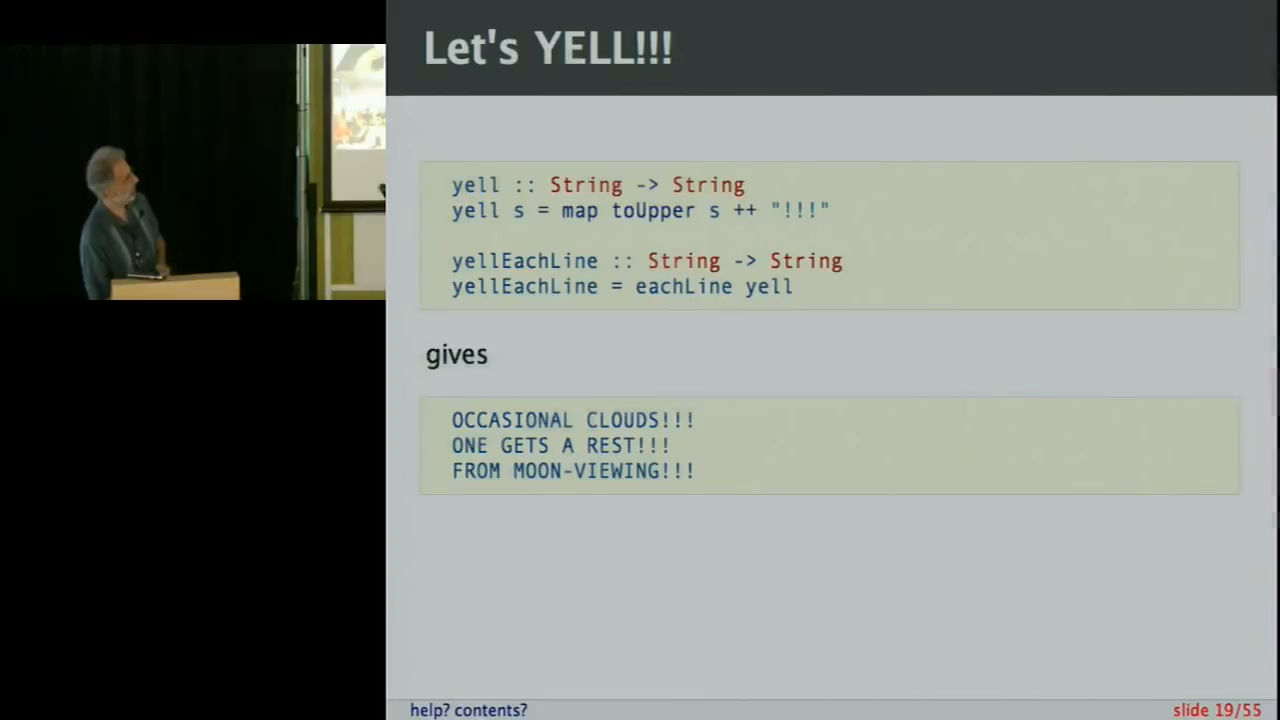 Let's YELL!!!
yell :: String -> String
yell s = map toUpper s ++ "!!!"
yellEachLine :: String -> String
yellEachLine = eachLine yell
gives
OCCASIONAL CLOUDS!!!
ONE GETS A REST!!!
FROM MOON-VIEWING!!!
help? contents?
slide 19/55